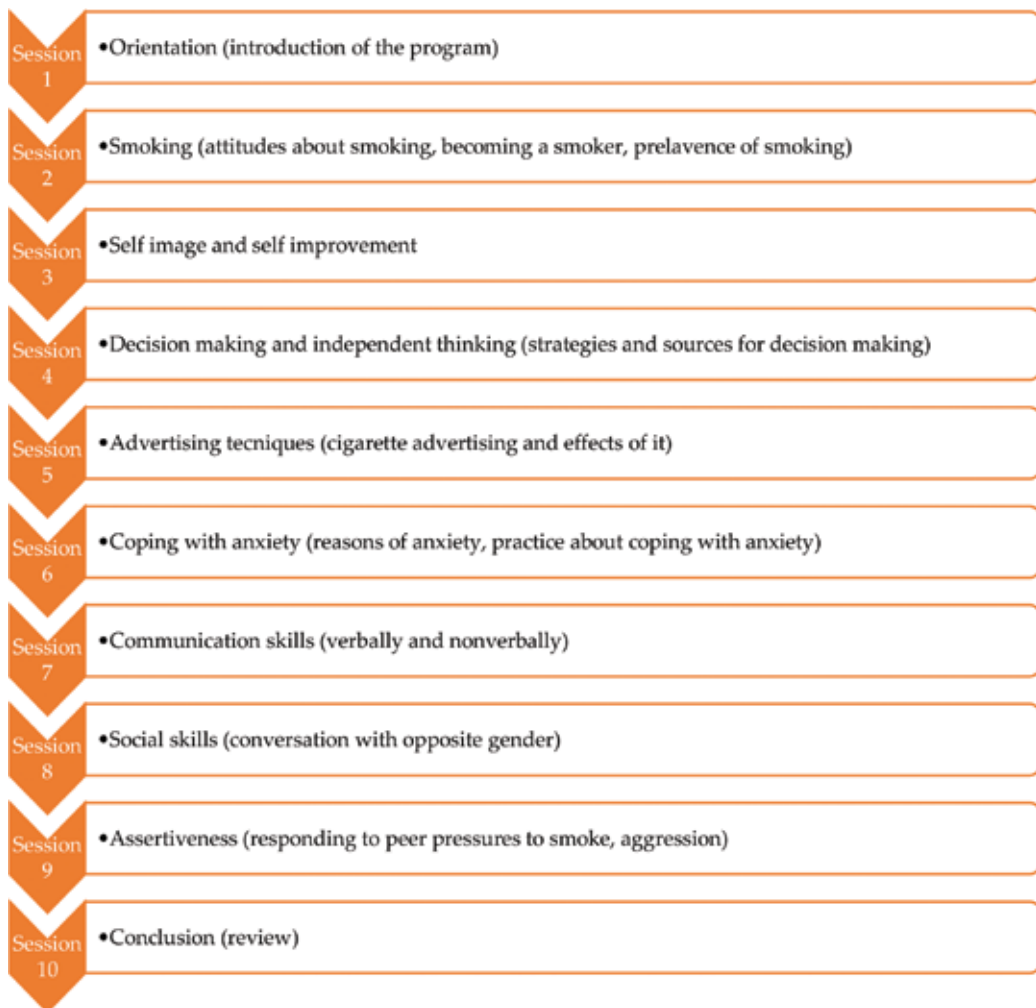 Session
1
•Orientation (introduction of the program)
Session
2
•Smoking (attitudes about smoking, becoming a smoker, prelavence of smoking)
Session
3
•Self image and self improvement
Session
4
•Decision making and independent thinking (strategies and sources for decision making)
Session
5
•Advertising tecniques (cigarette advertising and effects of it)
Session
6
•Coping with anxiety (reasons of anxiety, practice about coping with anxiety)
Session
7
•Communication skills (verbally and nonverbally)
Session
8
•Social skills (conversation with opposite gender)
Session
9
•Assertiveness (responding to peer pressures to smoke, aggression)
Session
10
•Conclusion (review)